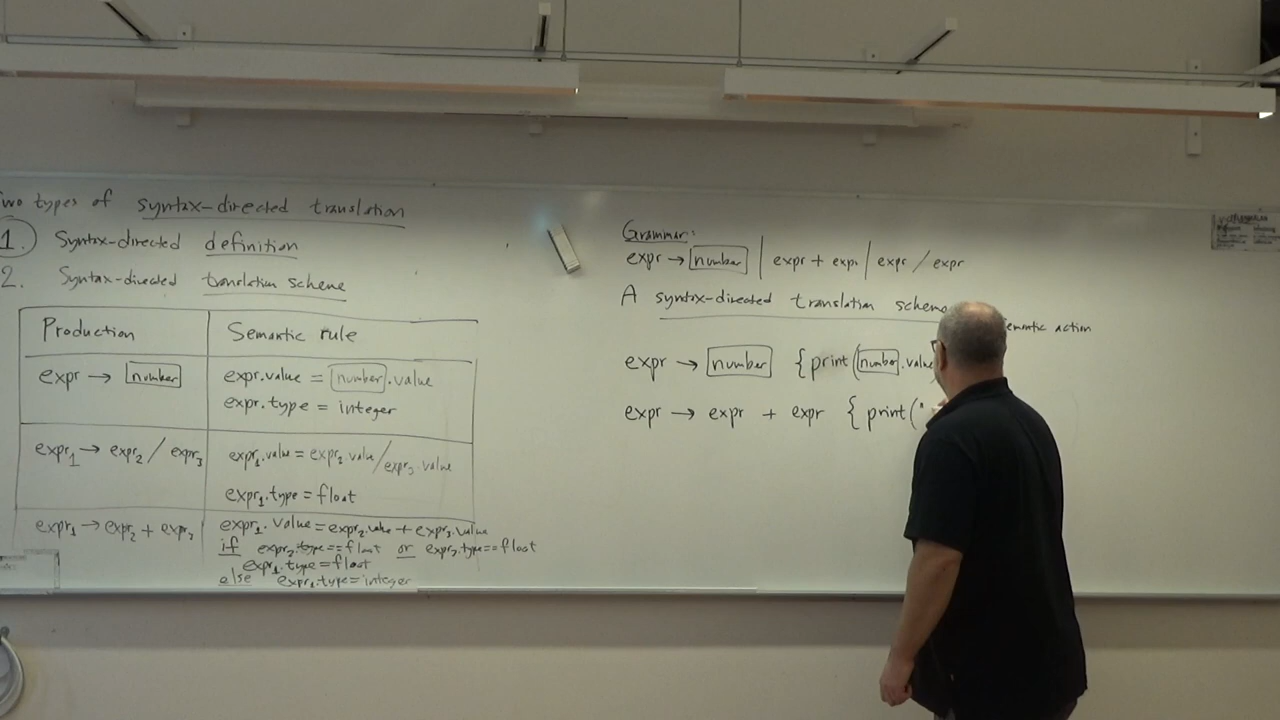 wo types of syntax-directed translation
1. Syntax-directed definition
2. Syntax-directed translation scheme
Production Semantic rule
expr → number expr.value = number.value
expr.type = integer
expr1 → expr2 / expr3 expr1.value = expr2.value / expr3.value
expr1.type = float
expr1 → expr2 + expr3 expr1.value = expr2.value + expr3.value
if expr2.type == float or expr3.type == float
expr1.type = float
else expr1.type = integer
Grammar:
expr → number | expr + expr | expr / expr
A syntax-directed translation scheme
emantic action
expr → number {print(number.value
expr → expr + expr {print("